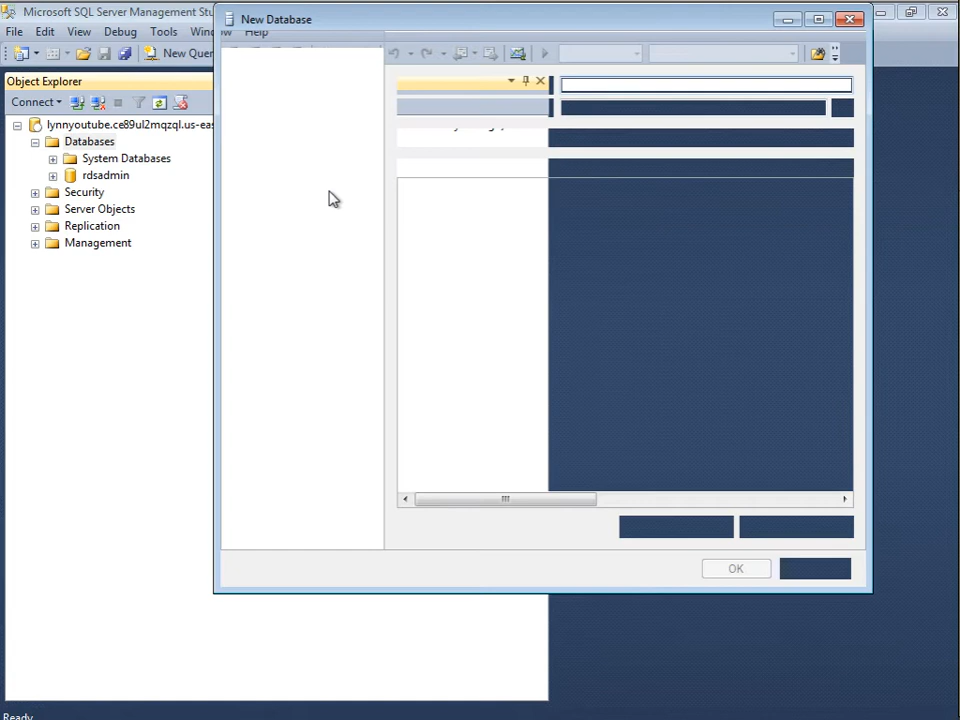 Microsoft SQL Server Management Stu
New Database
File Edit View Debug Tools Window Help
New Quer
Object Explorer
Connect
lynnyoutube.ce89ul2mqzql.us-eas
Databases
System Databases
rdsadmin
Security
Server Objects
Replication
Management
OK
Ready